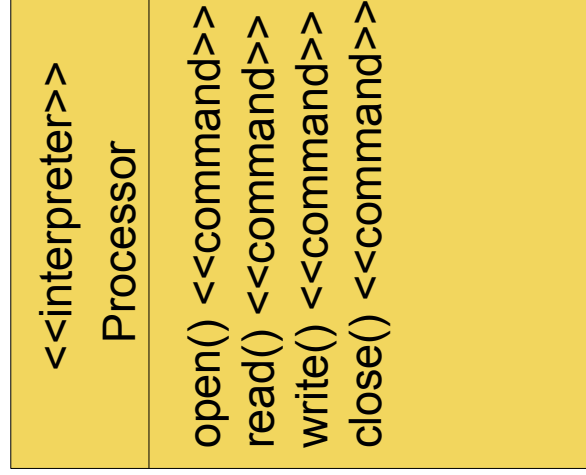 <<interpreter>>
Processor
open() <<command>>
read() <<command>>
write() <<command>>
close() <<command>>